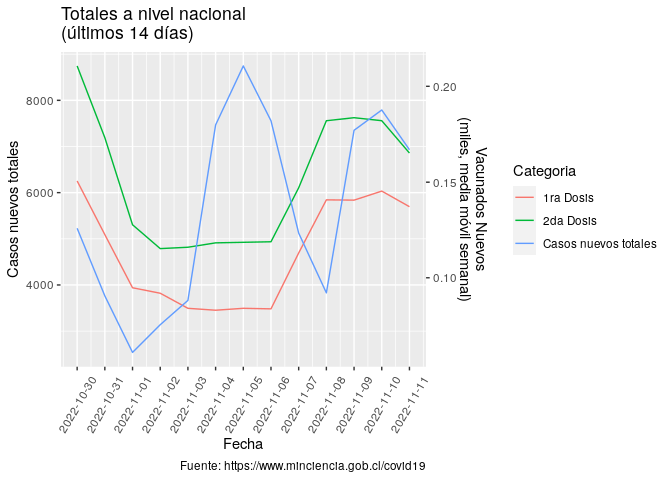 Totales a nivel nacional
(últimos 14 días)
Casos nuevos totales
8000
6000
4000
0.20
0.15
0.10
Vacunados Nuevos
(miles, media móvil semanal)
2022-10-30
2022-10-31
2022-11-01
2022-11-02
2022-11-03
2022-11-04
2022-11-05
2022-11-06
2022-11-07
2022-11-08
2022-11-09
2022-11-10
2022-11-11
Fecha
Categoria
1ra Dosis
2da Dosis
Casos nuevos totales
Fuente: https://www.minciencia.gob.cl/covid19